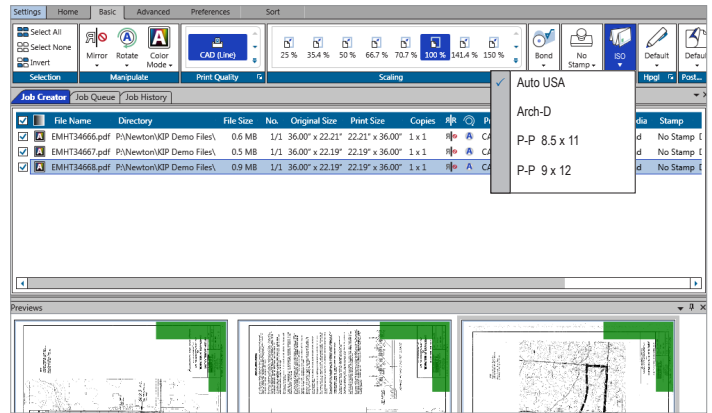 Settings Home Basic Advanced Preferences Sort
Select All
Select None
Invert
Mirror Rotate Color Mode
CAD (Line)
25 % 35.4 % 50 % 66.7 % 70.7 % 100 % 141.4 % 150 %
Bond No Stamp ISO Default Defaul
Selection Manipulate Print Quality Scaling Hpgl Post...
Auto USA
Arch-D
P-P 8.5 x 11
P-P 9 x 12
Job Creator Job Queue Job History
File Name Directory File Size No. Original Size Print Size Copies Pr dia Stamp
EMHT34666.pdf P:\Newton\KIP Demo Files\ 0.6 MB 1/1 36.00" x 22.21" 22.21" x 36.00" 1 x 1 CA d No Stamp D
EMHT34667.pdf P:\Newton\KIP Demo Files\ 0.5 MB 1/1 36.00" x 22.19" 22.19" x 36.00" 1 x 1 CA d No Stamp D
EMHT34668.pdf P:\Newton\KIP Demo Files\ 0.9 MB 1/1 36.00" x 22.19" 22.19" x 36.00" 1 x 1 CA d No Stamp D
Previews